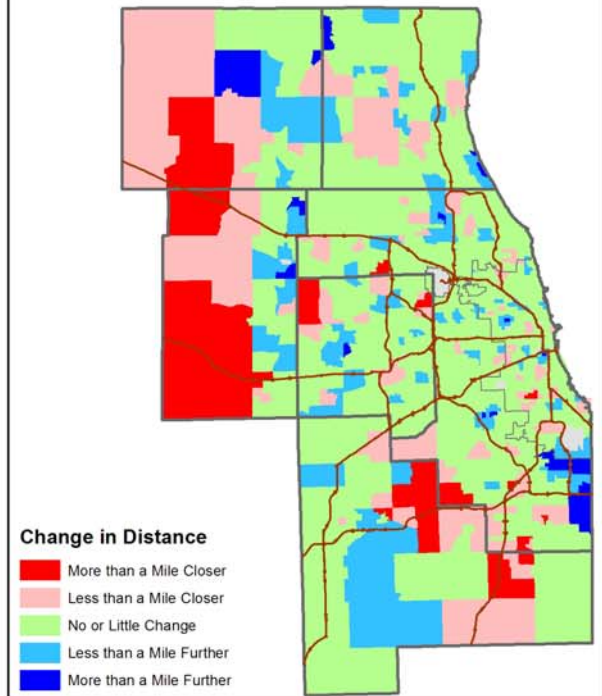 Change in Distance
More than a Mile Closer
Less than a Mile Closer
No or Little Change
Less than a Mile Further
More than a Mile Further